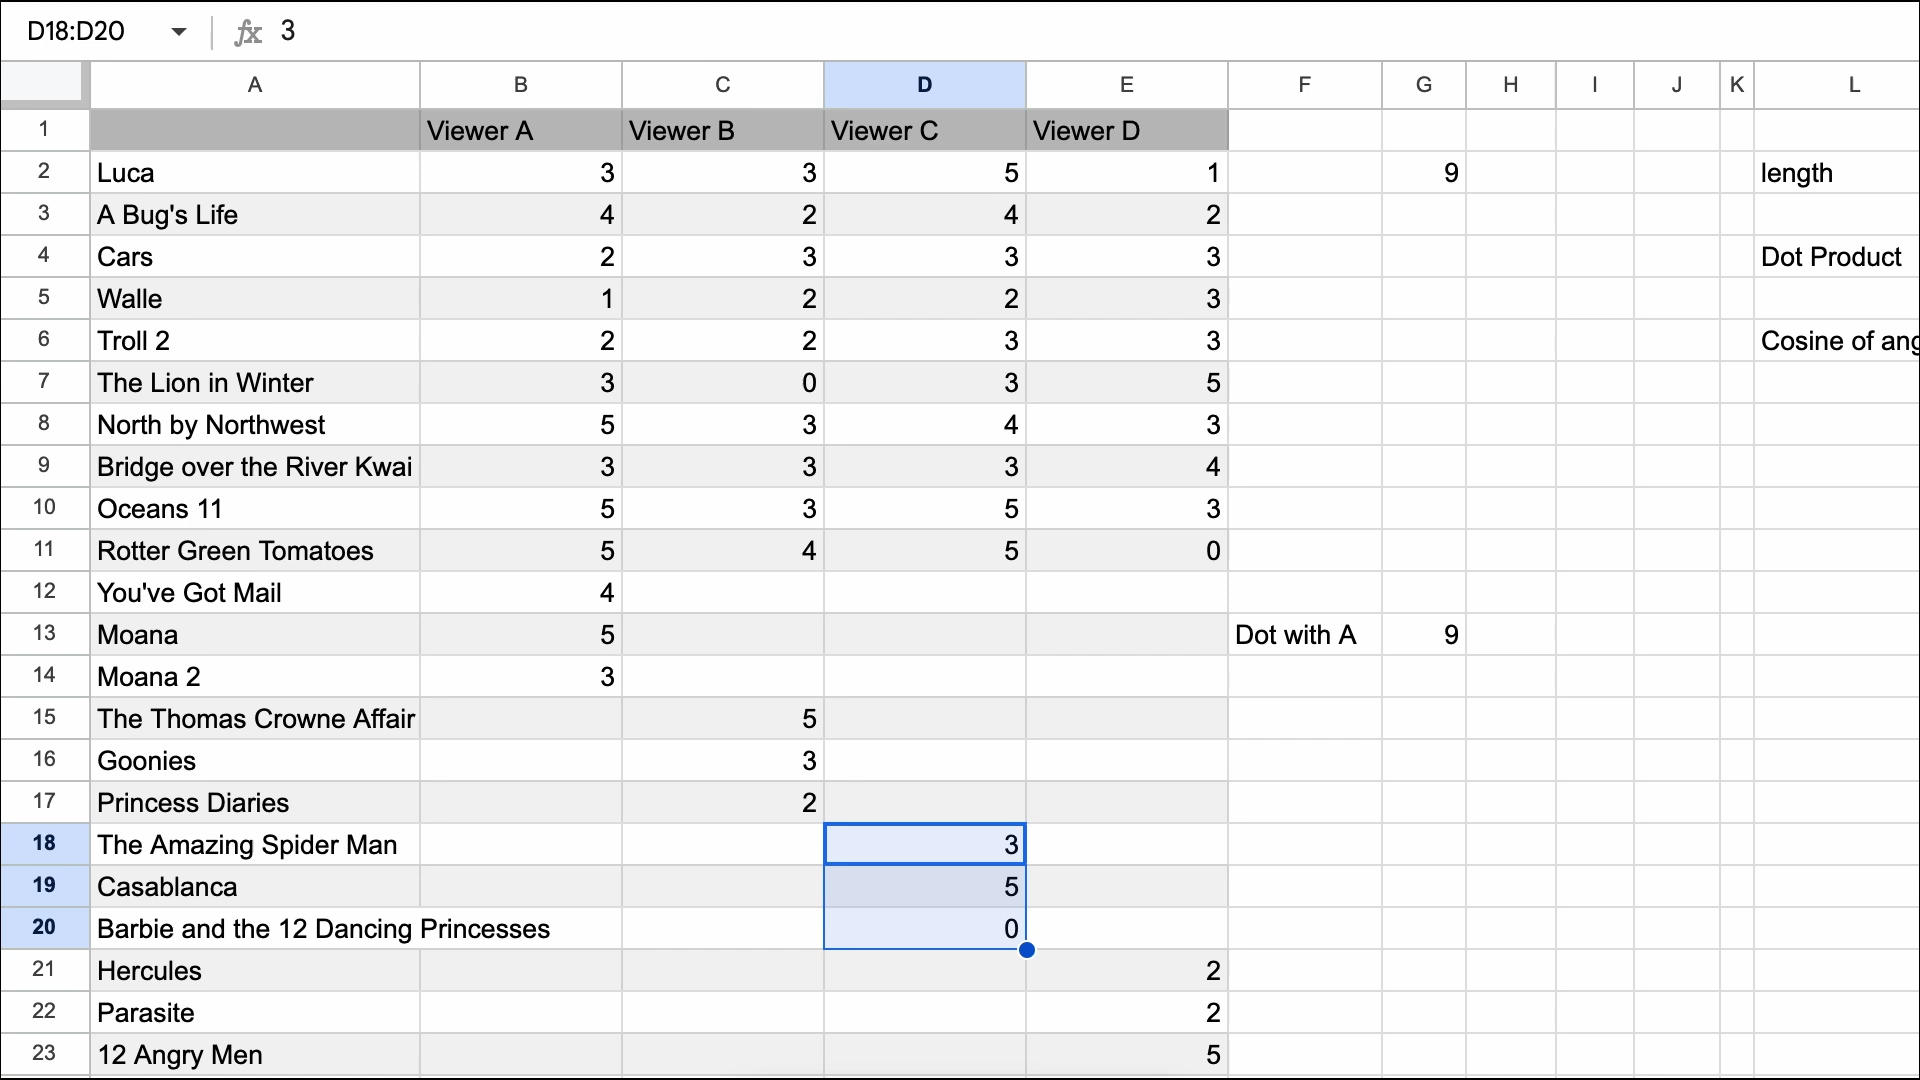 D18:D20 fx 3
A B C D E F G H I J K L
1 Viewer A Viewer B Viewer C Viewer D
2 Luca 3 3 5 1 9 length
3 A Bug's Life 4 2 4 2
4 Cars 2 3 3 3 Dot Product
5 Walle 1 2 2 3
6 Troll 2 2 2 3 3 Cosine of ang
7 The Lion in Winter 3 0 3 5
8 North by Northwest 5 3 4 3
9 Bridge over the River Kwai 3 3 3 4
10 Oceans 11 5 3 5 3
11 Rotter Green Tomatoes 5 4 5 0
12 You've Got Mail 4
13 Moana 5 Dot with A 9
14 Moana 2 3
15 The Thomas Crowne Affair 5
16 Goonies 3
17 Princess Diaries 2
18 The Amazing Spider Man 3
19 Casablanca 5
20 Barbie and the 12 Dancing Princesses 0
21 Hercules 2
22 Parasite 2
23 12 Angry Men 5